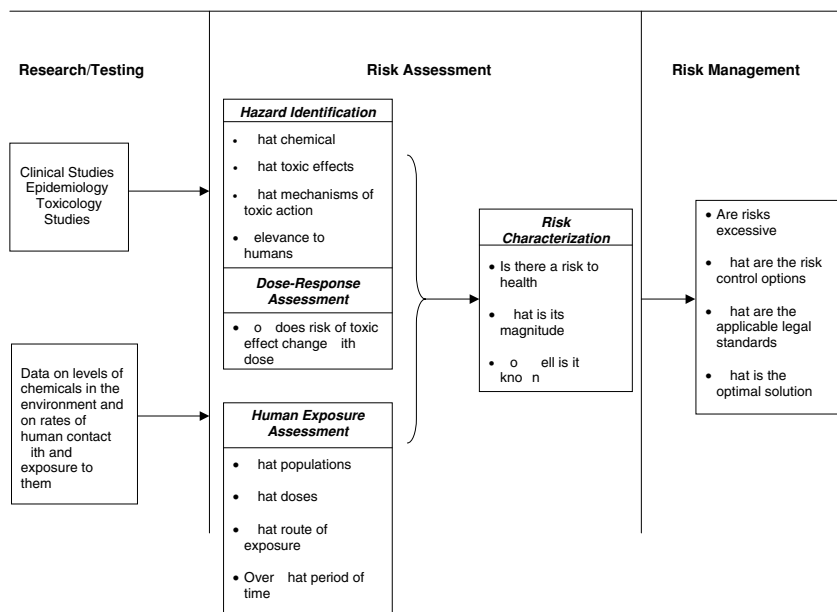 Research/Testing
Risk Assessment
Risk Management
Clinical Studies
Epidemiology
Toxicology
Studies
Data on levels of
chemicals in the
environment and
on rates of
human contact
ith and
exposure to
them
Hazard Identification
• hat chemical
• hat toxic effects
• hat mechanisms of
toxic action
• elevance to
humans
Dose-Response
Assessment
• o does risk of toxic
effect change ith
dose
Human Exposure
Assessment
• hat populations
• hat doses
• hat route of
exposure
• Over hat period of
time
Risk
Characterization
• Is there a risk to
health
• hat is its
magnitude
• o ell is it
kno n
• Are risks
excessive
• hat are the risk
control options
• hat are the
applicable legal
standards
• hat is the
optimal solution